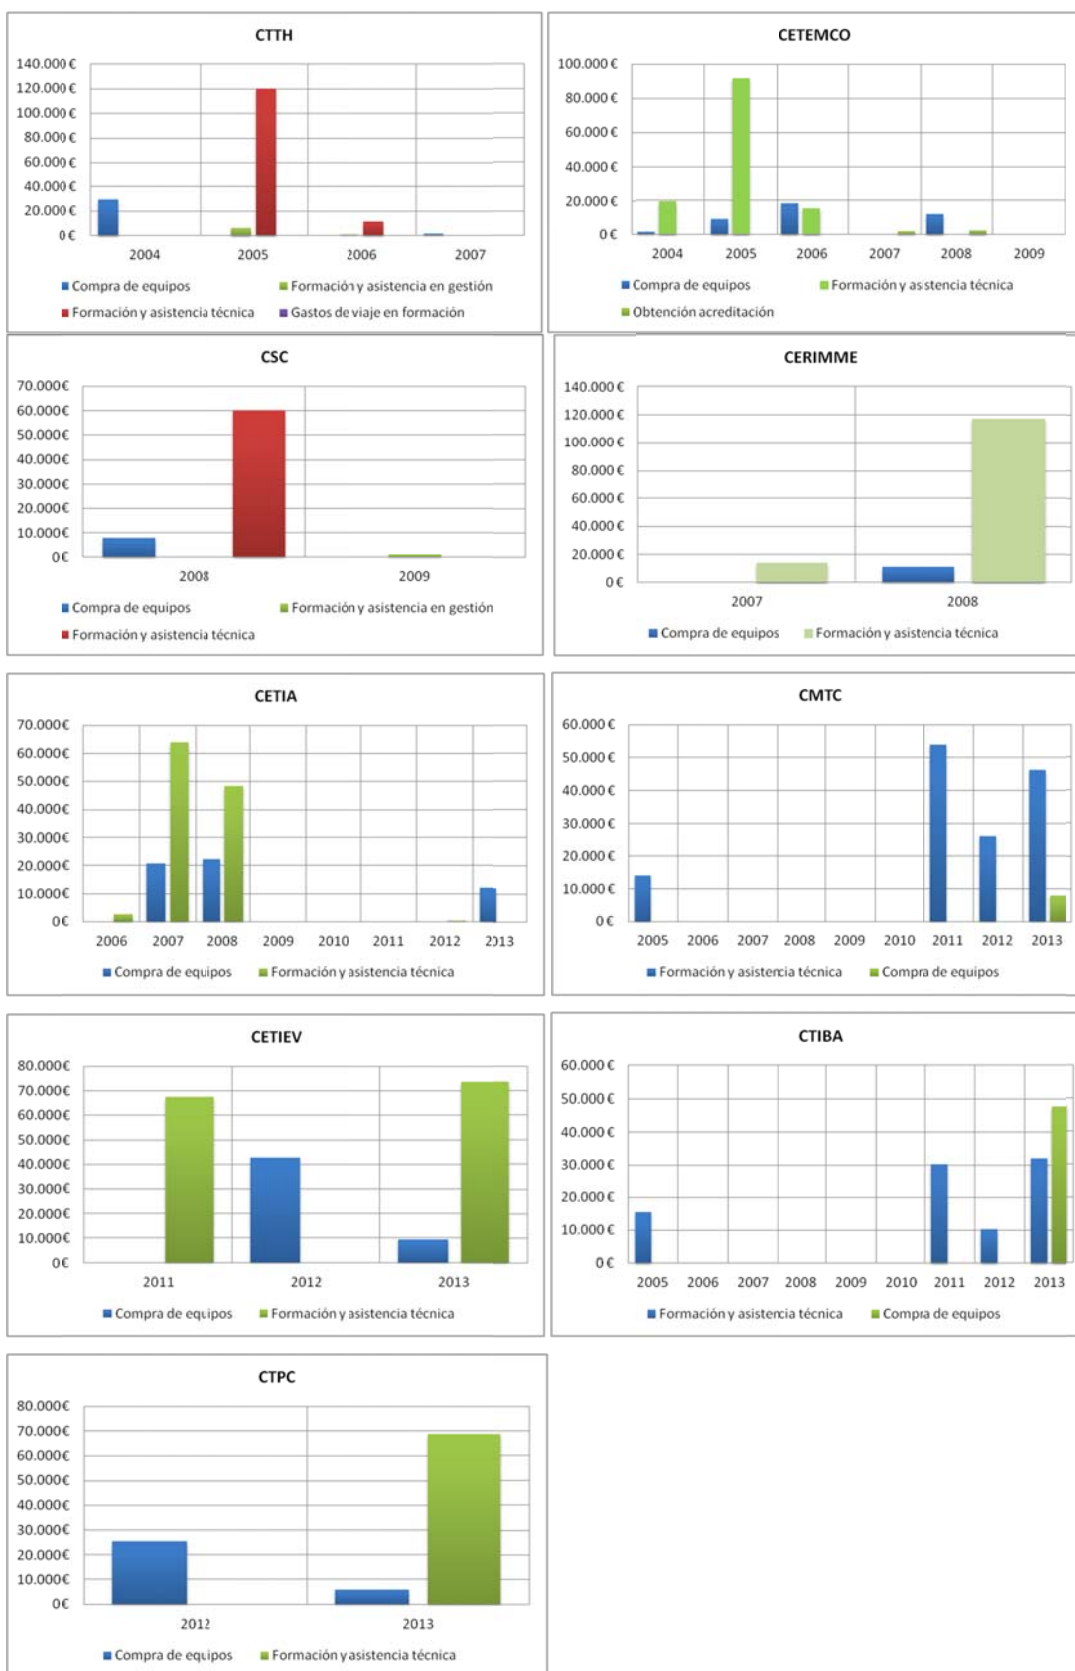 CTTH
140.000 €
120.000 €
100.000 €
80.000 €
60.000 €
40.000 €
20.000 €
0 €
2004 2005 2006 2007
Compra de equipos Formación y asistencia en gestión
Formación y asistencia técnica Gastos de viaje en formación
CETEMCO
100.000 €
80.000 €
60.000 €
40.000 €
20.000 €
0 €
2004 2005 2006 2007 2008 2009
Compra de equipos Formación y asistencia técnica
Obtención acreditación
CSC
70.000€
60.000€
50.000€
40.000€
30.000€
20.000€
10.000€
0€
2008 2009
Compra de equipos Formación y asistencia en gestión
Formación y asistencia técnica
CERIMME
140.000 €
120.000 €
100.000 €
80.000 €
60.000 €
40.000 €
20.000 €
0 €
2007 2008
Compra de equipos Formación y asistencia técnica
CETIA
70.000€
60.000€
50.000€
40.000€
30.000€
20.000€
10.000€
0€
2006 2007 2008 2009 2010 2011 2012 2013
Compra de equipos Formación y asistencia técnica
CMTC
60.000 €
50.000 €
40.000 €
30.000 €
20.000 €
10.000 €
0 €
2005 2006 2007 2008 2009 2010 2011 2012 2013
Formación y asistencia técnica Compra de equipos
CETIEV
80.000€
70.000€
60.000€
50.000€
40.000€
30.000€
20.000€
10.000€
0€
2011 2012 2013
Compra de equipos Formación y asistencia técnica
CTIBA
60.000 €
50.000 €
40.000 €
30.000 €
20.000 €
10.000 €
0 €
2005 2006 2007 2008 2009 2010 2011 2012 2013
Formación y asistencia técnica Compra de equipos
CTPC
80.000€
70.000€
60.000€
50.000€
40.000€
30.000€
20.000€
10.000€
0€
2012 2013
Compra de equipos Formación y asistencia técnica